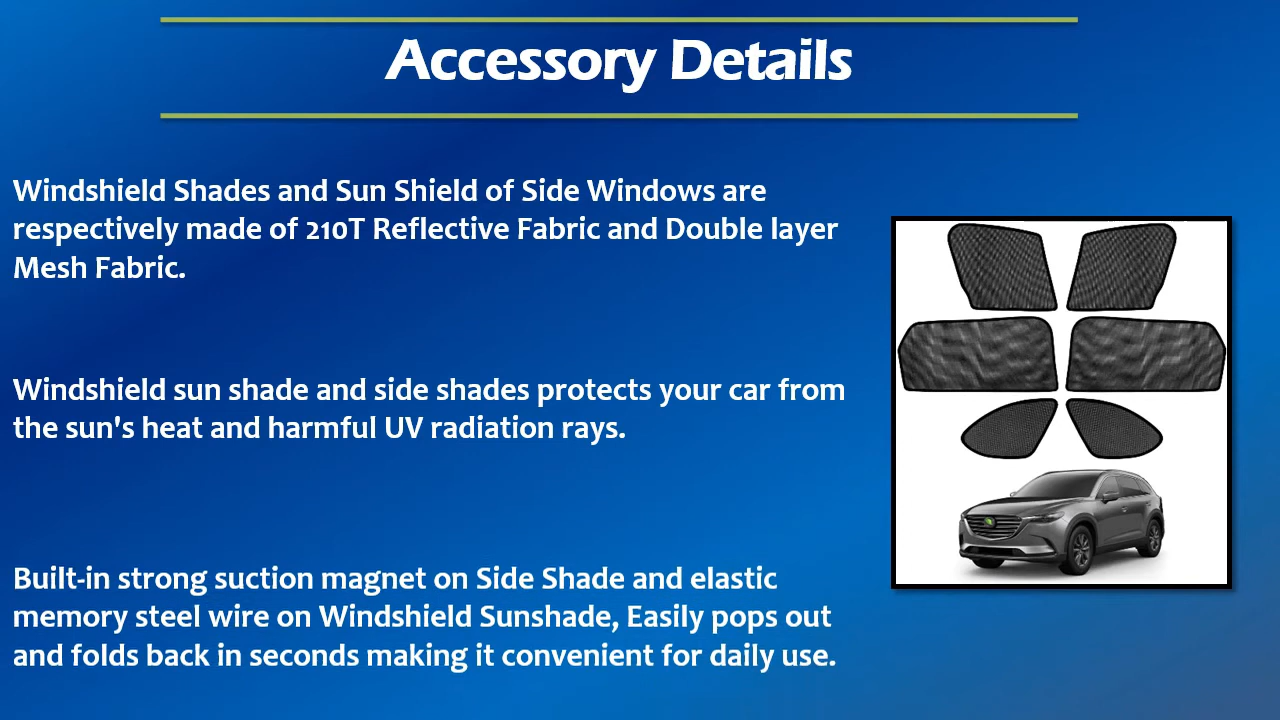 Accessory Details
Windshield Shades and Sun Shield of Side Windows are
respectively made of 210T Reflective Fabric and Double layer
Mesh Fabric.
Windshield sun shade and side shades protects your car from
the sun's heat and harmful UV radiation rays.
Built-in strong suction magnet on Side Shade and elastic
memory steel wire on Windshield Sunshade, Easily pops out
and folds back in seconds making it convenient for daily use.